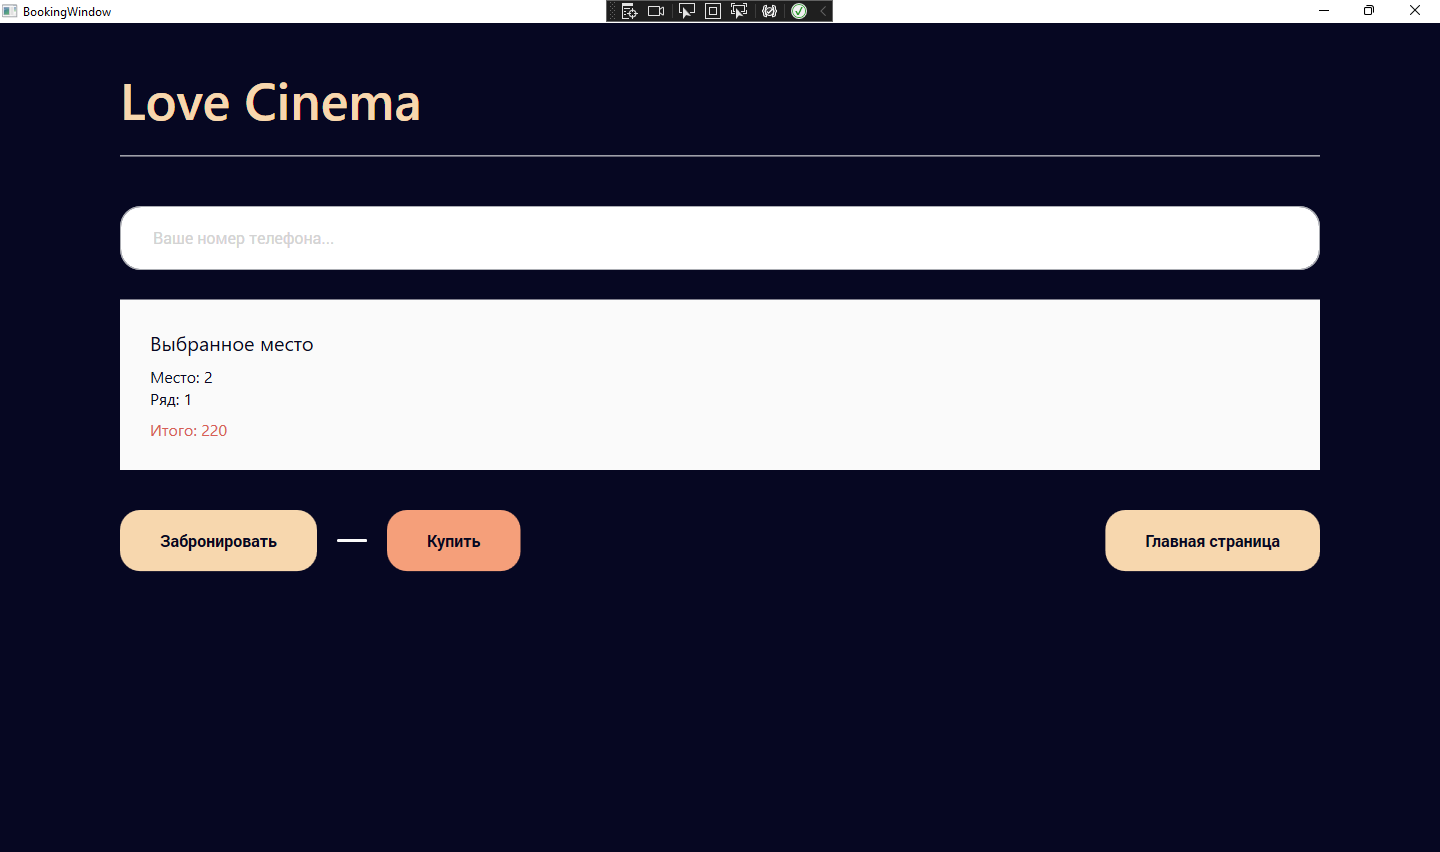 BookingWindow
Love Cinema
Ваше номер телефона...
Выбранное место
Место: 2
Ряд: 1
Итого: 220
Забронировать
Купить
Главная страница